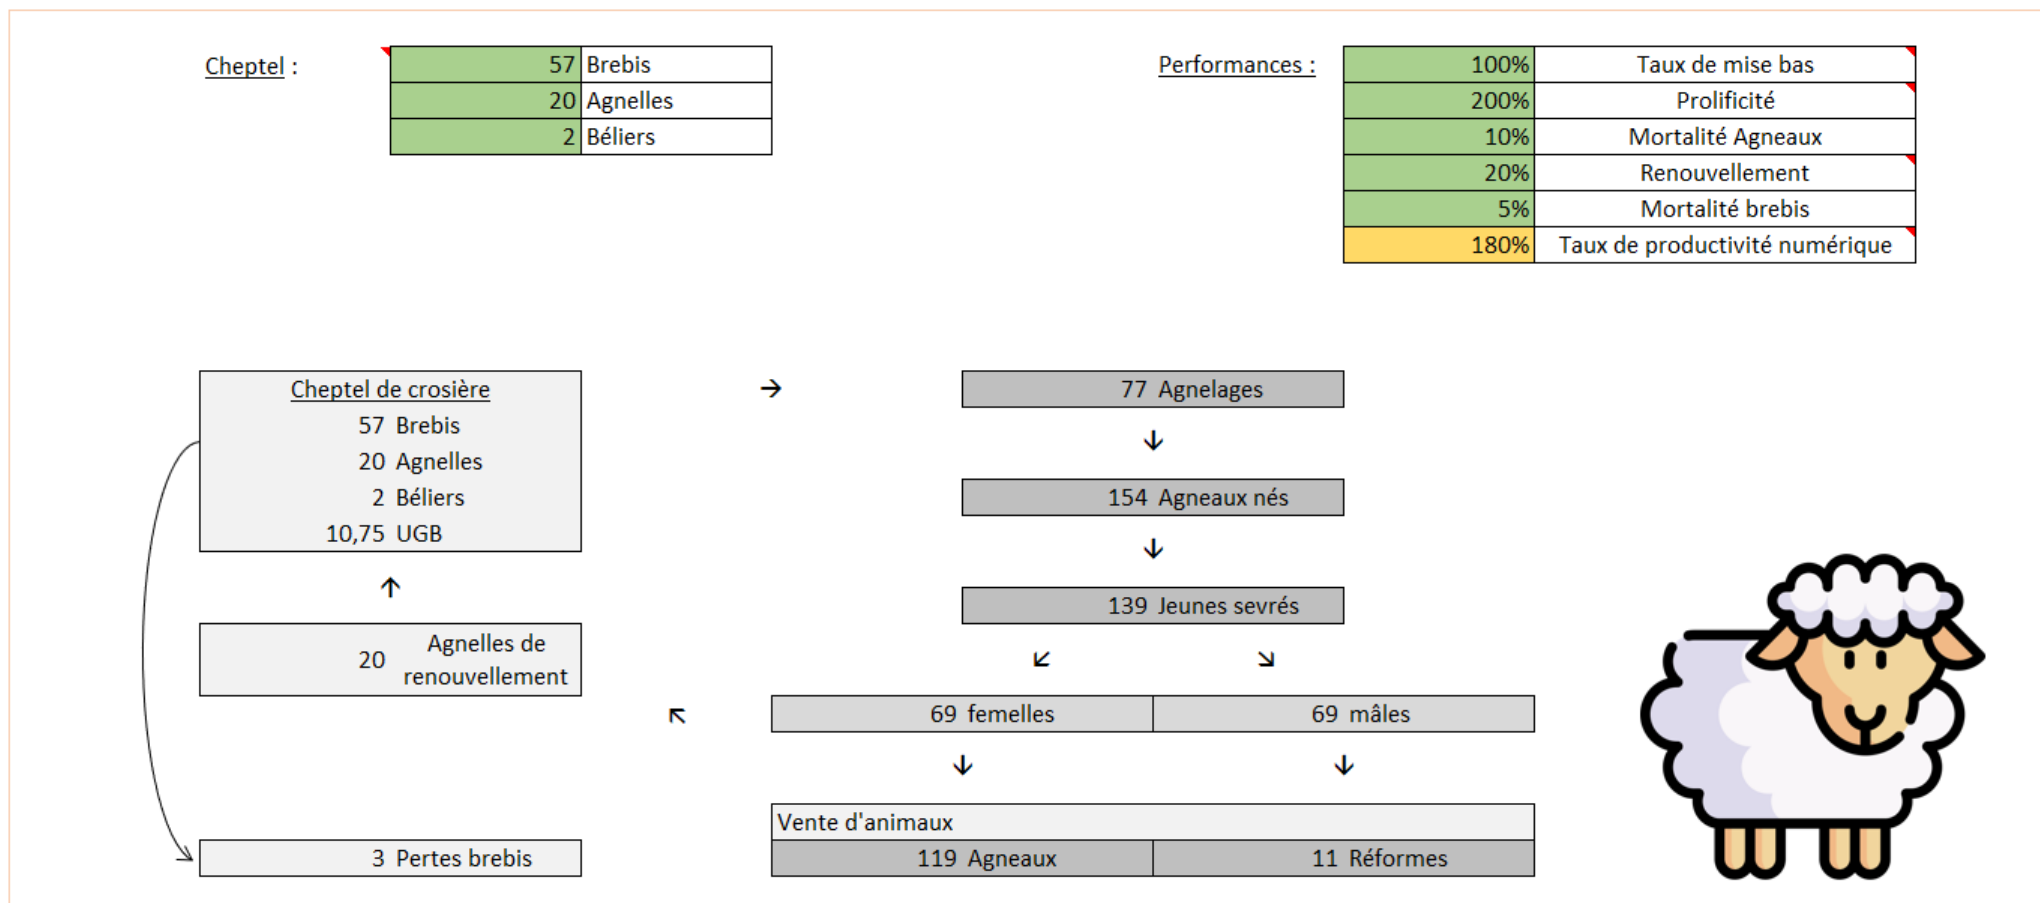 Cheptel :
57 Brebis
20 Agnelles
2 Béliers
Performances :
100% Taux de mise bas
200% Prolificité
10% Mortalité Agneaux
20% Renouvellement
5% Mortalité brebis
180% Taux de productivité numérique
Cheptel de crosière
57 Brebis
20 Agnelles
2 Béliers
10,75 UGB
20 Agnelles de
renouvellement
3 Pertes brebis
77 Agnelages
154 Agneaux nés
139 Jeunes sevrés
69 femelles
69 mâles
Vente d'animaux
119 Agneaux
11 Réformes